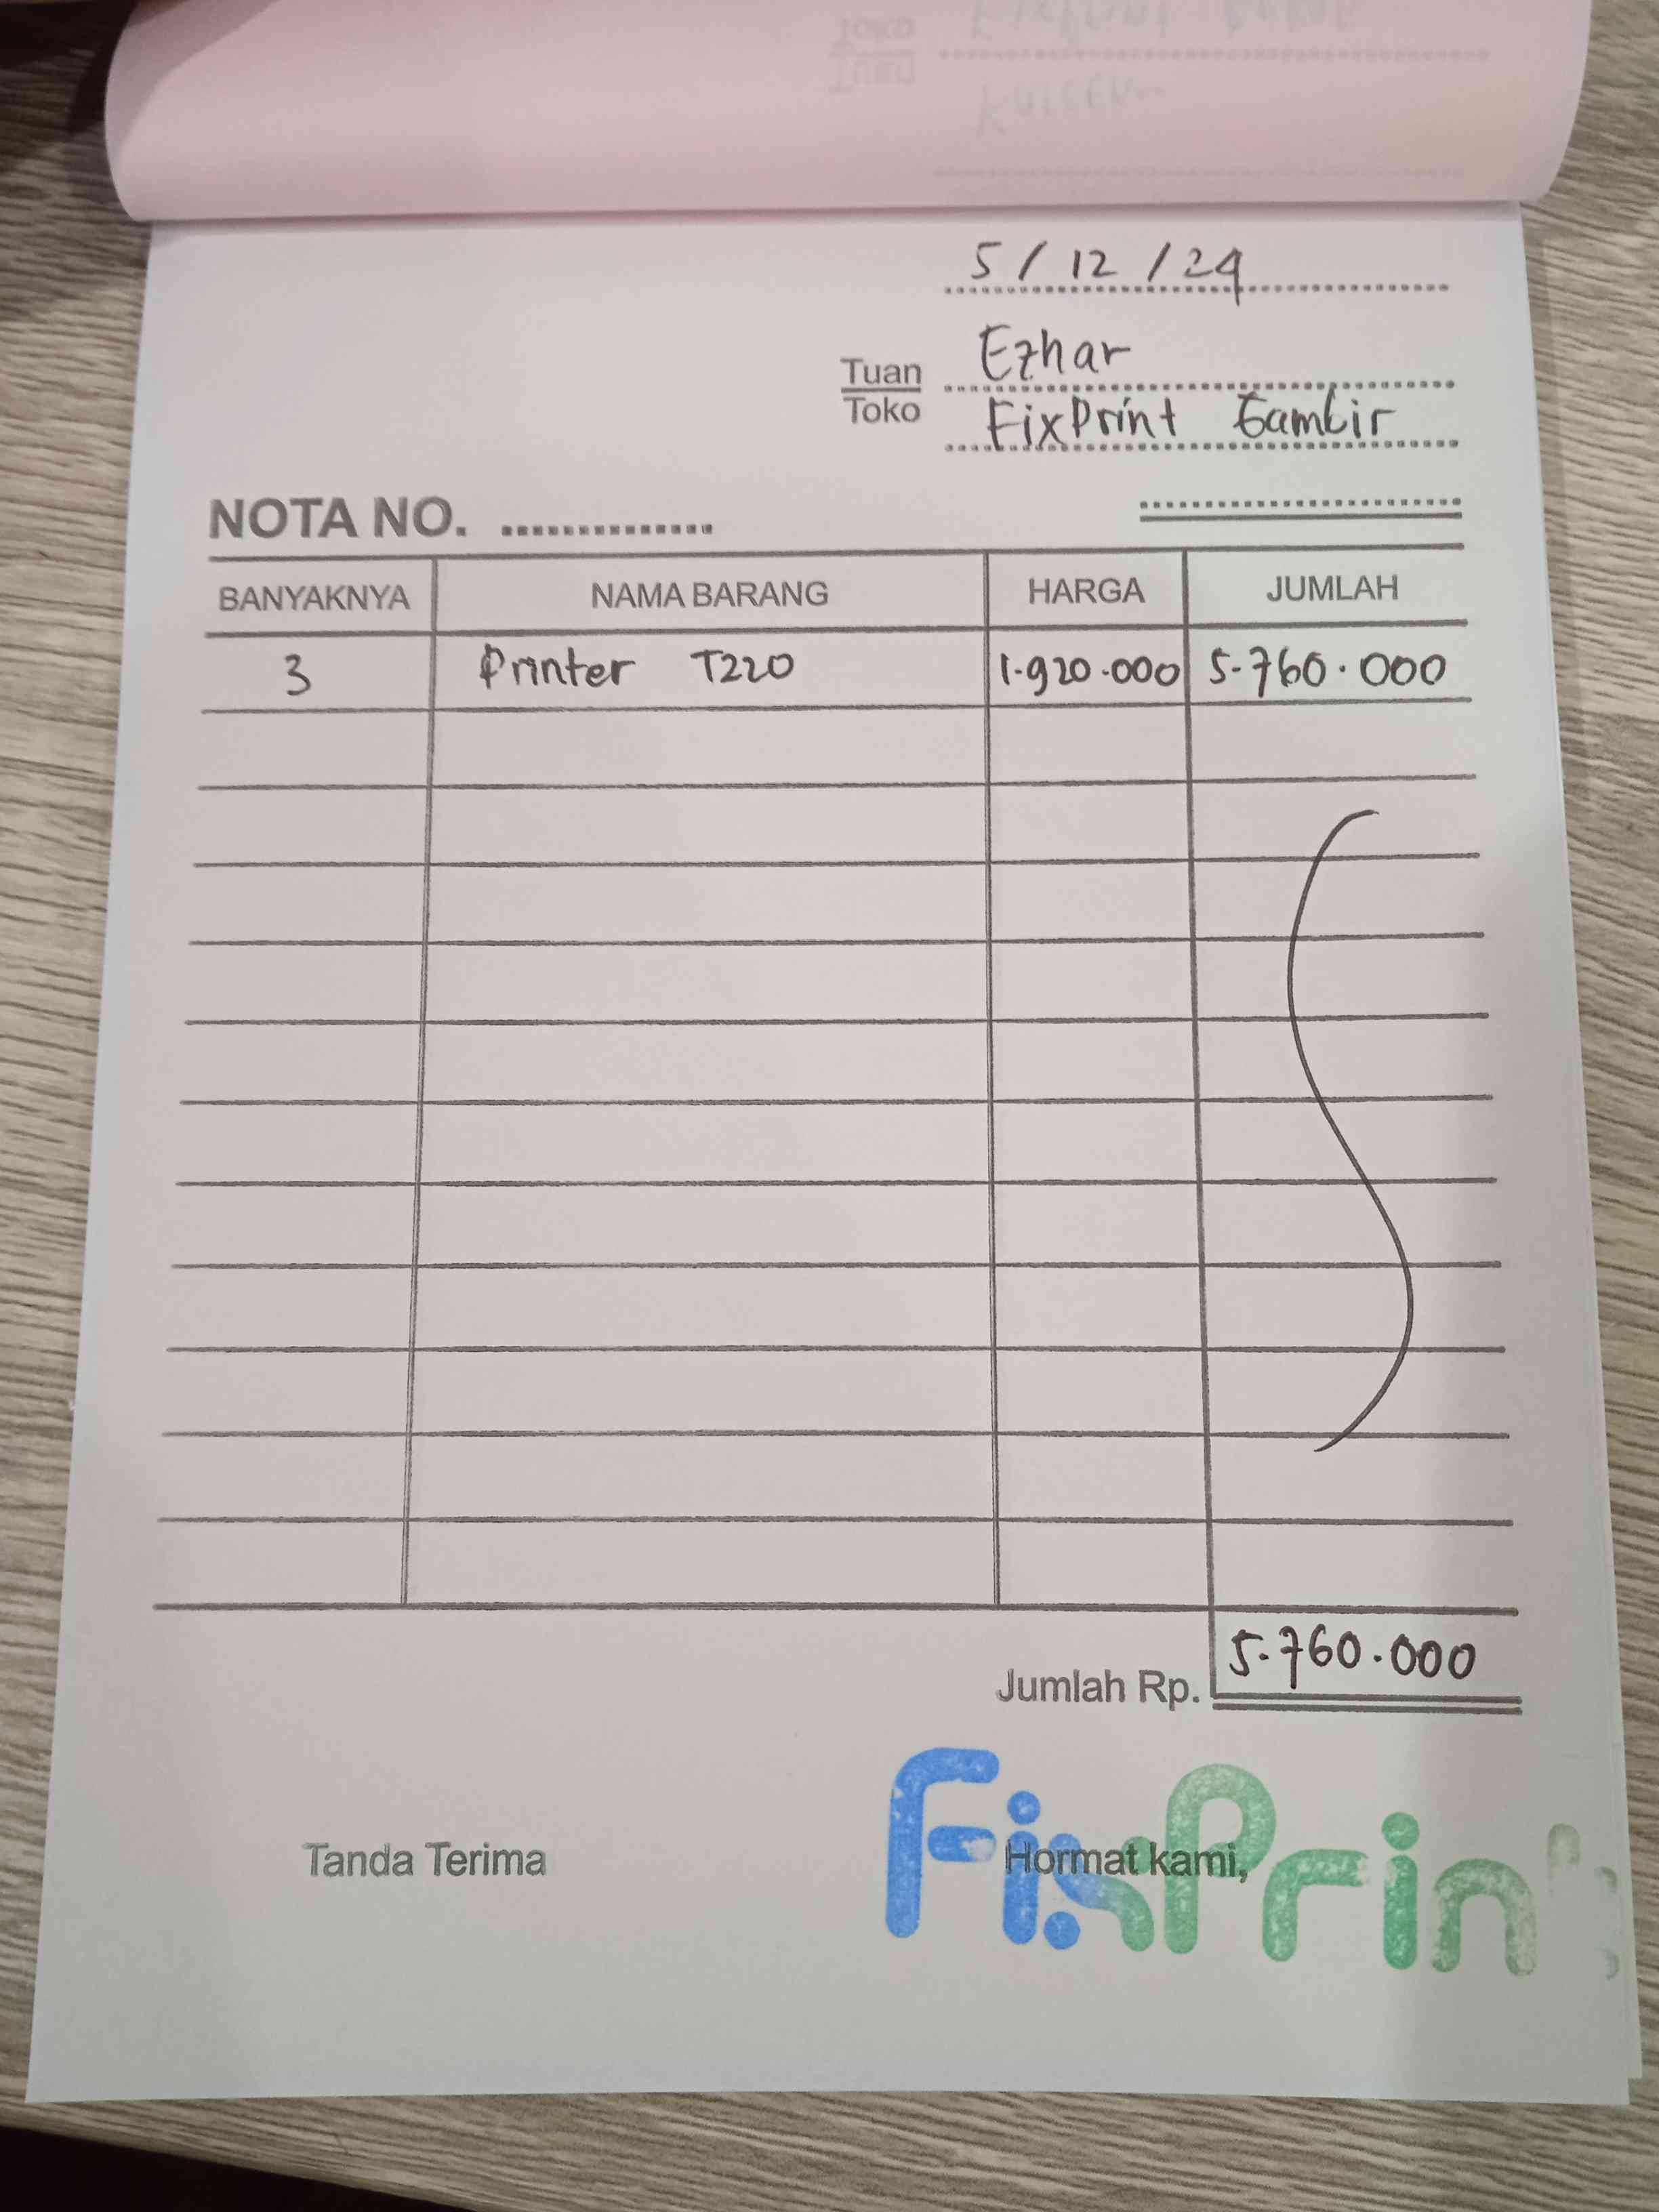 5 / 12 / 24
Tuan Ezhar
Toko FixPrint Gambir
NOTA NO.
BANYAKNYA NAMA BARANG HARGA JUMLAH
3 Printer T220 1.920.000 5.760.000
Jumlah Rp. 5.760.000
Tanda Terima Hormat kami,
FixPrin